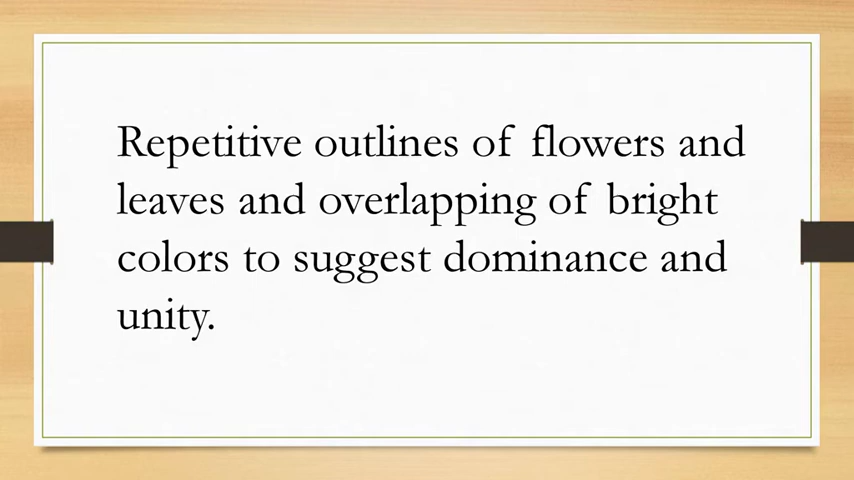 Repetitive outlines of flowers and
leaves and overlapping of bright
colors to suggest dominance and
unity.